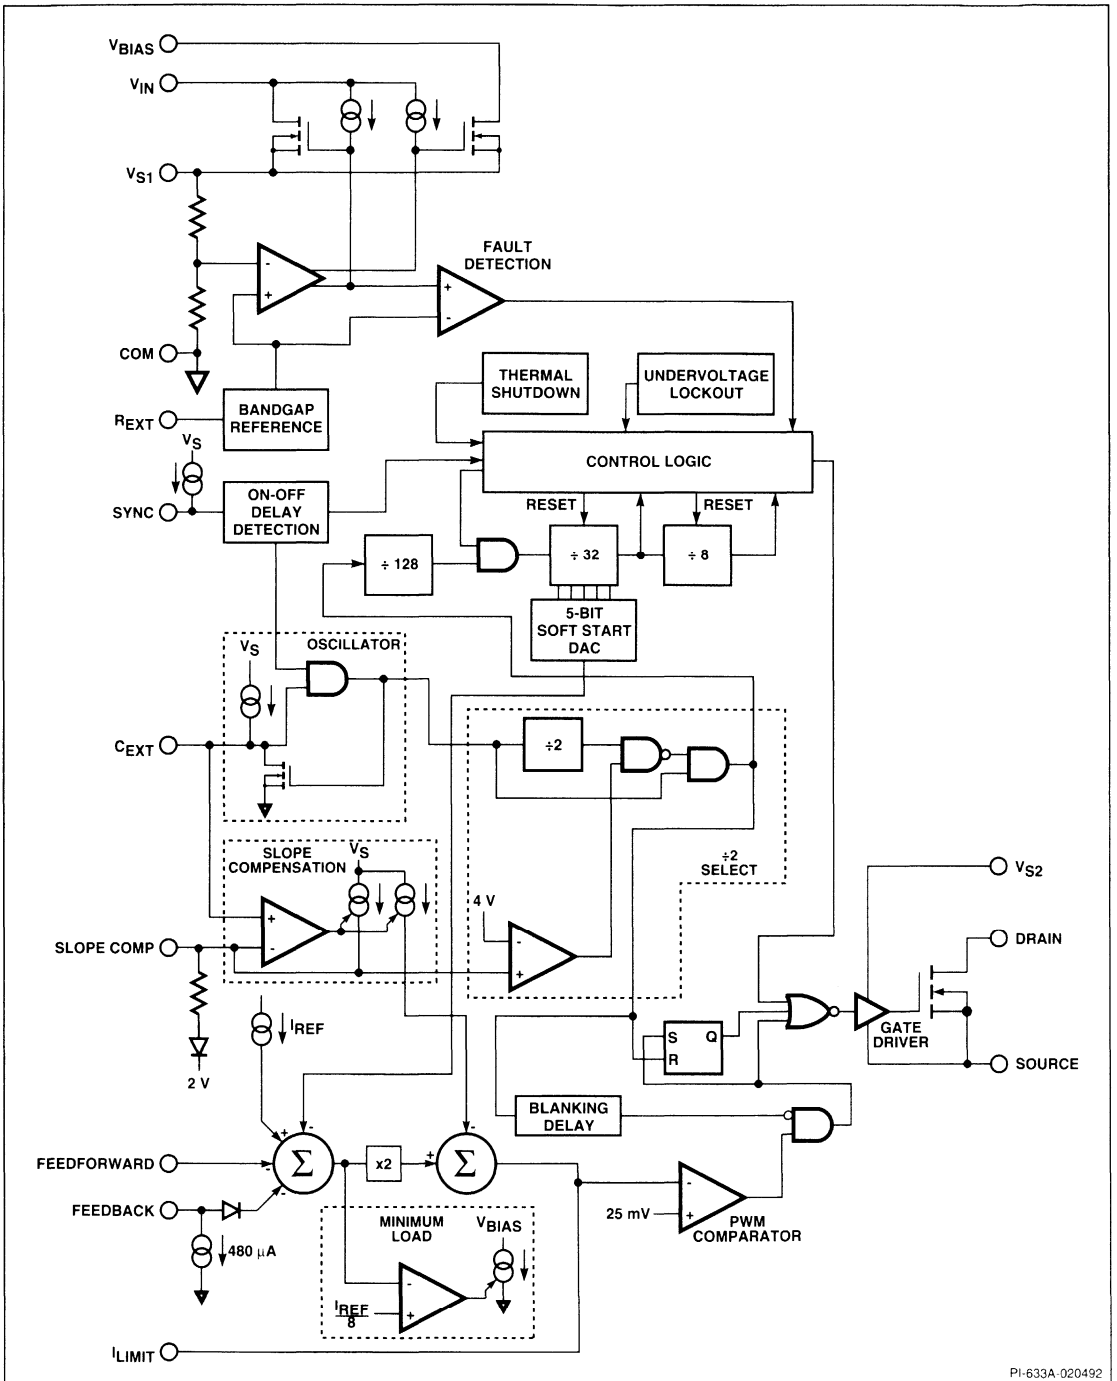 VBIAS
VIN
VS1
-
+
FAULT
DETECTION
+
-
COM
THERMAL
SHUTDOWN
UNDERVOLTAGE
LOCKOUT
REXT
BANDGAP
REFERENCE
VS
CONTROL LOGIC
SYNC
ON-OFF
DELAY
DETECTION
RESET
RESET
÷ 128
÷ 32
÷ 8
5-BIT
SOFT START
DAC
OSCILLATOR
VS
CEXT
÷2
÷2
SELECT
SLOPE
COMPENSATION
VS
+
-
4 V
-
+
SLOPE COMP
VS2
DRAIN
GATE
DRIVER
SOURCE
S
Q
R
IREF
2 V
BLANKING
DELAY
+
-
-
-
Σ
x2
+
-
Σ
FEEDFORWARD
FEEDBACK
480 µA
25 mV
-
+
PWM
COMPARATOR
MINIMUM
LOAD
VBIAS
-
+
IREF
8
ILIMIT
PI-633A-020492